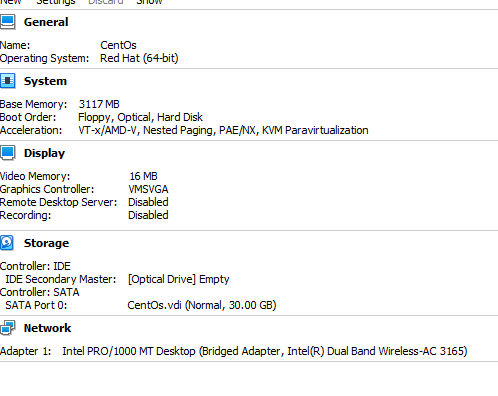 New Settings Discard Show
General
Name: CentOs
Operating System: Red Hat (64-bit)
System
Base Memory: 3117 MB
Boot Order: Floppy, Optical, Hard Disk
Acceleration: VT-x/AMD-V, Nested Paging, PAE/NX, KVM Paravirtualization
Display
Video Memory: 16 MB
Graphics Controller: VMSVGA
Remote Desktop Server: Disabled
Recording: Disabled
Storage
Controller: IDE
IDE Secondary Master: [Optical Drive] Empty
Controller: SATA
SATA Port 0: CentOs.vdi (Normal, 30.00 GB)
Network
Adapter 1: Intel PRO/1000 MT Desktop (Bridged Adapter, Intel(R) Dual Band Wireless-AC 3165)